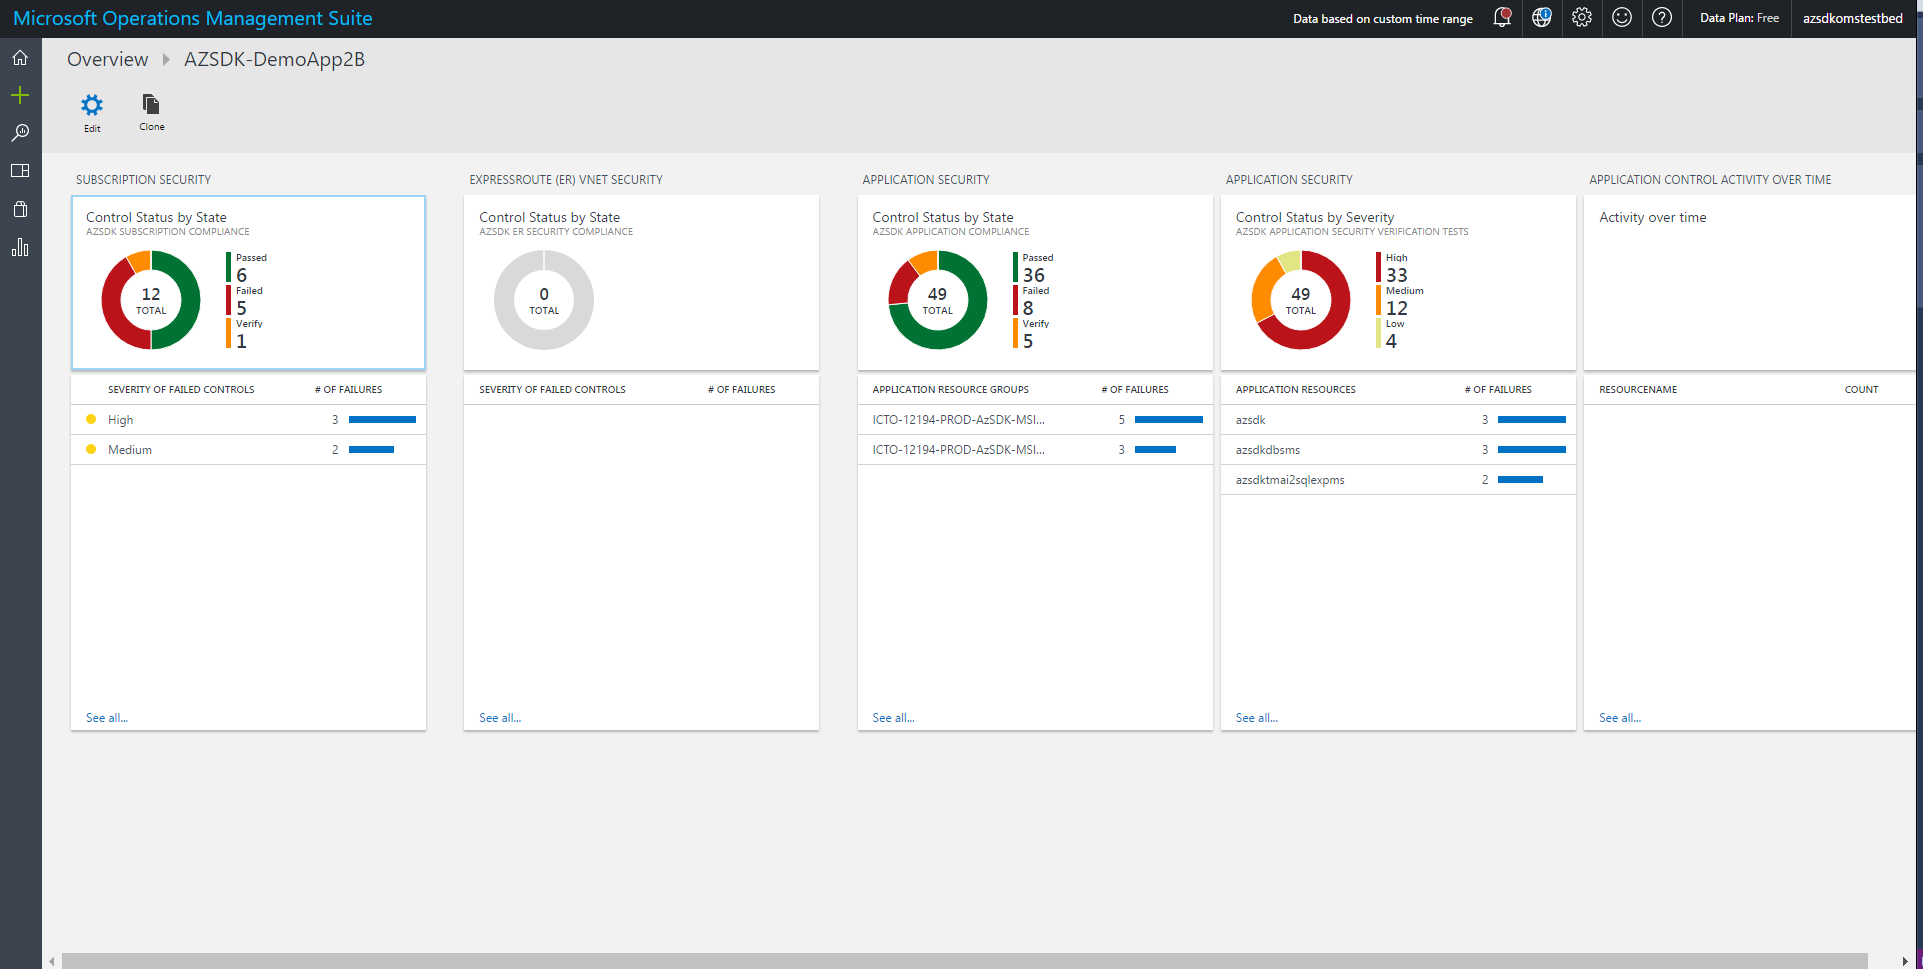 Microsoft Operations Management Suite
Data based on custom time range
Data Plan: Free
azsdkomstestbed
Overview
AZSDK-DemoApp2B
Edit
Clone
SUBSCRIPTION SECURITY
Control Status by State
AZSDK SUBSCRIPTION COMPLIANCE
12
TOTAL
Passed
6
Failed
5
Verify
1
SEVERITY OF FAILED CONTROLS # OF FAILURES
High 3
Medium 2
See all...
EXPRESSROUTE (ER) VNET SECURITY
Control Status by State
AZSDK ER SECURITY COMPLIANCE
0
TOTAL
SEVERITY OF FAILED CONTROLS # OF FAILURES
See all...
APPLICATION SECURITY
Control Status by State
AZSDK APPLICATION COMPLIANCE
49
TOTAL
Passed
36
Failed
8
Verify
5
APPLICATION RESOURCE GROUPS # OF FAILURES
ICTO-12194-PROD-AzSDK-MSI... 5
ICTO-12194-PROD-AzSDK-MSI... 3
See all...
APPLICATION SECURITY
Control Status by Severity
AZSDK APPLICATION SECURITY VERIFICATION TESTS
49
TOTAL
High
33
Medium
12
Low
4
APPLICATION RESOURCES # OF FAILURES
azsdk 3
azsdkdbsms 3
azsdktmai2sqlexpms 2
See all...
APPLICATION CONTROL ACTIVITY OVER TIME
Activity over time
RESOURCENAME COUNT
See all...